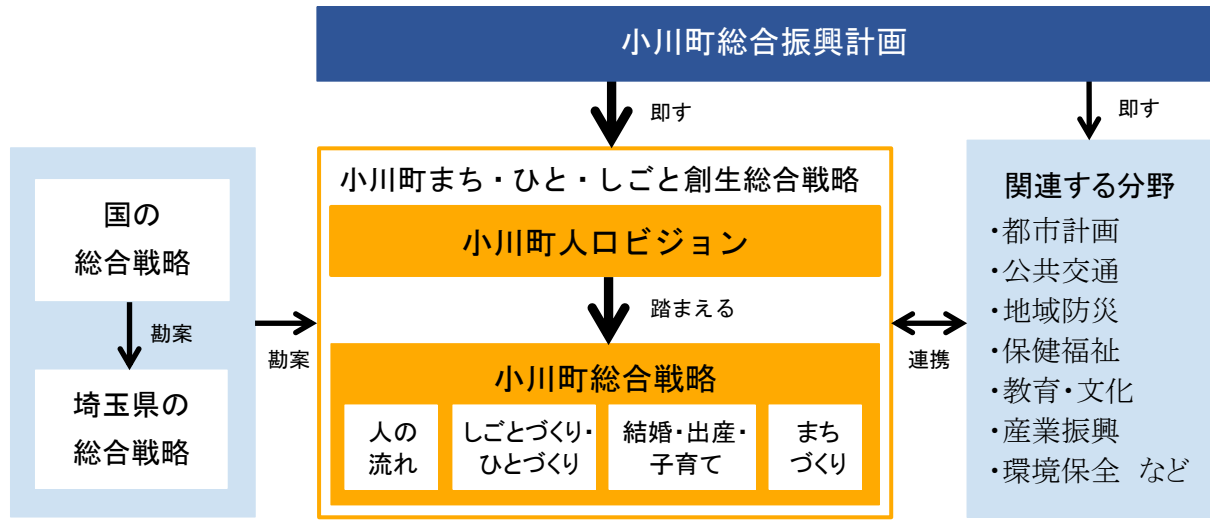 小川町総合振興計画
即す
即す
国の
総合戦略
勘案
埼玉県の
総合戦略
勘案
小川町まち・ひと・しごと創生総合戦略
小川町人口ビジョン
踏まえる
小川町総合戦略
人の
流れ
しごとづくり・
ひとづくり
結婚・出産・
子育て
まち
づくり
連携
関連する分野
・都市計画
・公共交通
・地域防災
・保健福祉
・教育・文化
・産業振興
・環境保全 など